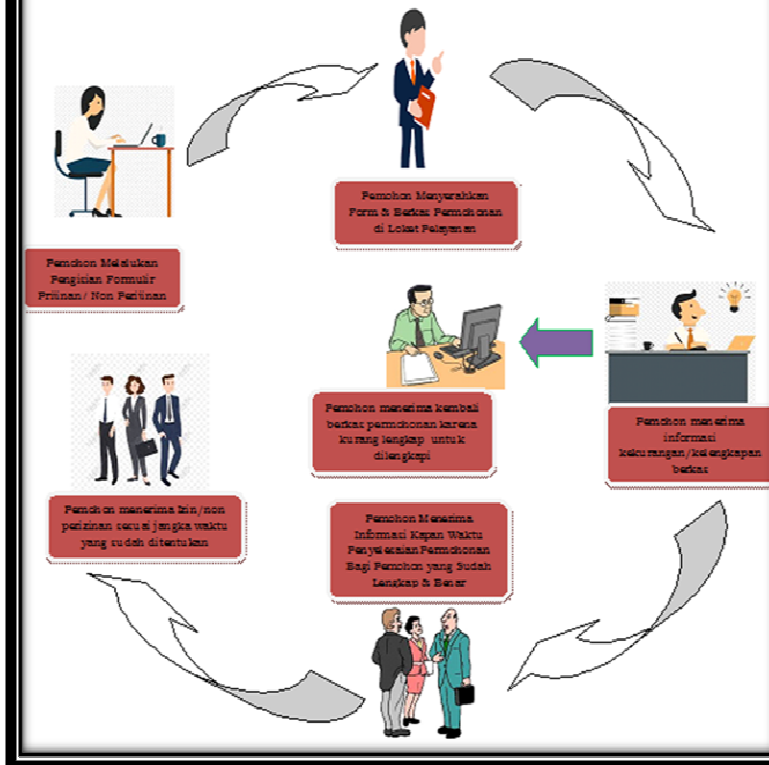 Pemohon Melakukan
Pengisian Formulir
Priinan/ Non Perijinan
Pemohon Menyerahkan
Form & Berkas Permohonan
di Loket Pelayanan
Pemohon menerima
informasi
kekurangan/kelengkapan
berkas
Pemohon menerima kembali
berkas permohonan karena
kurang lengkap untuk
dilengkapi
Pemohon Menerima
Informasi Kapan Waktu
Penyelesaian Permohonan
Bagi Pemohon yang Sudah
Lengkap & Benar
Pemohon menerima Izin/non
perizinan sesuai jangka waktu
yang sudah ditentukan